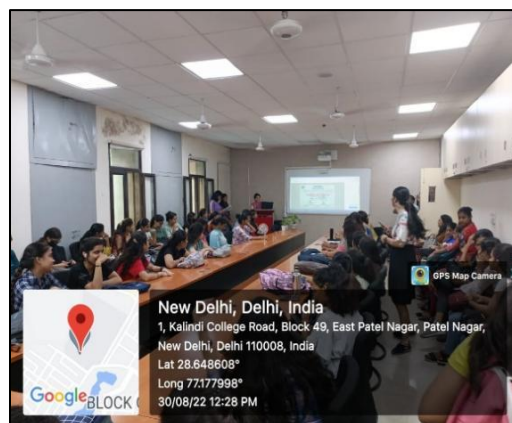 GPS Map Camera
New Delhi, Delhi, India
1, Kalindi College Road, Block 49, East Patel Nagar, Patel Nagar,
New Delhi, Delhi 110008, India
Lat 28.648608°
Long 77.177998°
30/08/22 12:28 PM
Google
BLOCK